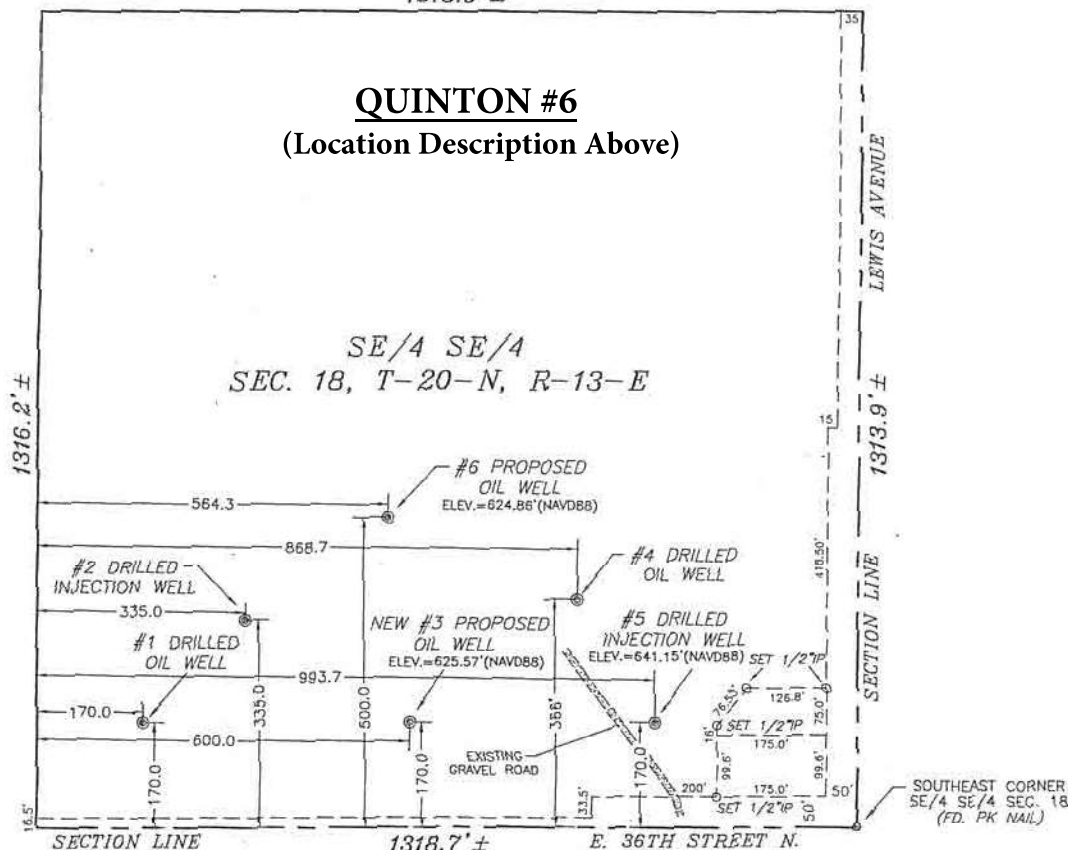 QUINTON #6
(Location Description Above)
35
LEWIS AVENUE
SE/4 SE/4
SEC. 18, T-20-N, R-13-E
1316.2'±
1313.9'±
15
#6 PROPOSED
OIL WELL
ELEV.=624.86'(NAVD88)
564.3
868.7
#4 DRILLED
OIL WELL
418.50'
#2 DRILLED
INJECTION WELL
335.0
#1 DRILLED
OIL WELL
NEW #3 PROPOSED
OIL WELL
ELEV.=625.57'(NAVD88)
#5 DRILLED
INJECTION WELL
ELEV.=641.15'(NAVD88)
SET 1/2"IP
SECTION LINE
993.7
126.8'
76.53'
75.0'
170.0
335.0
500.0
366'
600.0
16'
SET 1/2"IP
175.0'
EXISTING
GRAVEL ROAD
170.0
170.0
170.0
99.6'
99.6'
200'
175.0'
50'
SET 1/2"IP
50'
33.5'
16.5'
SOUTHEAST CORNER
SE/4 SE/4 SEC. 18
(FD. PK NAIL)
SECTION LINE
1318.7'±
E. 36TH STREET N.